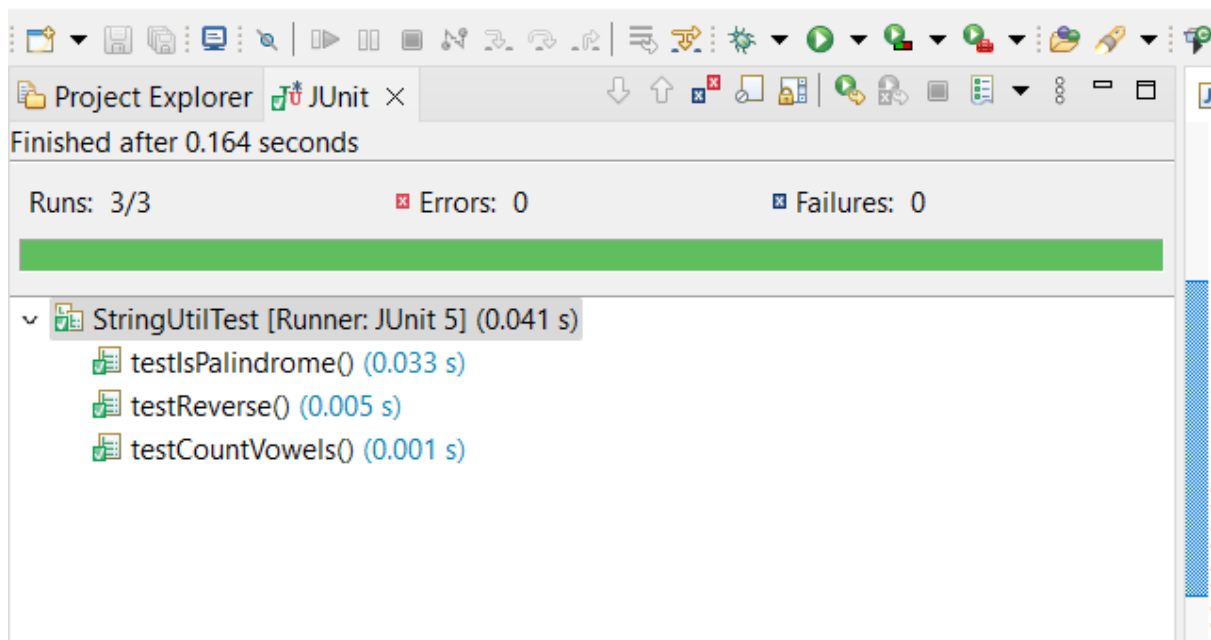 Project Explorer JUnit
Finished after 0.164 seconds
Runs: 3/3 Errors: 0 Failures: 0
StringUtilTest [Runner: JUnit 5] (0.041 s)
testIsPalindrome() (0.033 s)
testReverse() (0.005 s)
testCountVowels() (0.001 s)